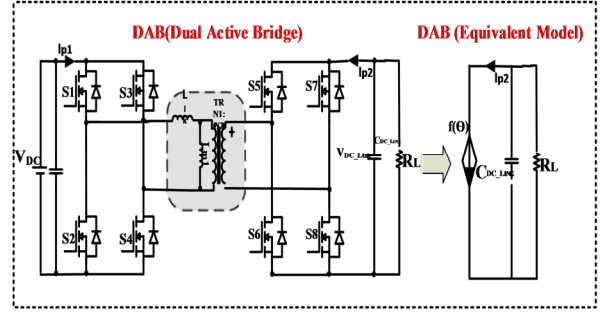 DAB(Dual Active Bridge)
DAB (Equivalent Model)
Ip1
Ip2
Ip2
S1
S3
L
TR
N1:
S5
S7
f(Θ)
VDC
VDC_Link
CDC_Link
RL
CDC_LINK
RL
S2
S4
S6
S8